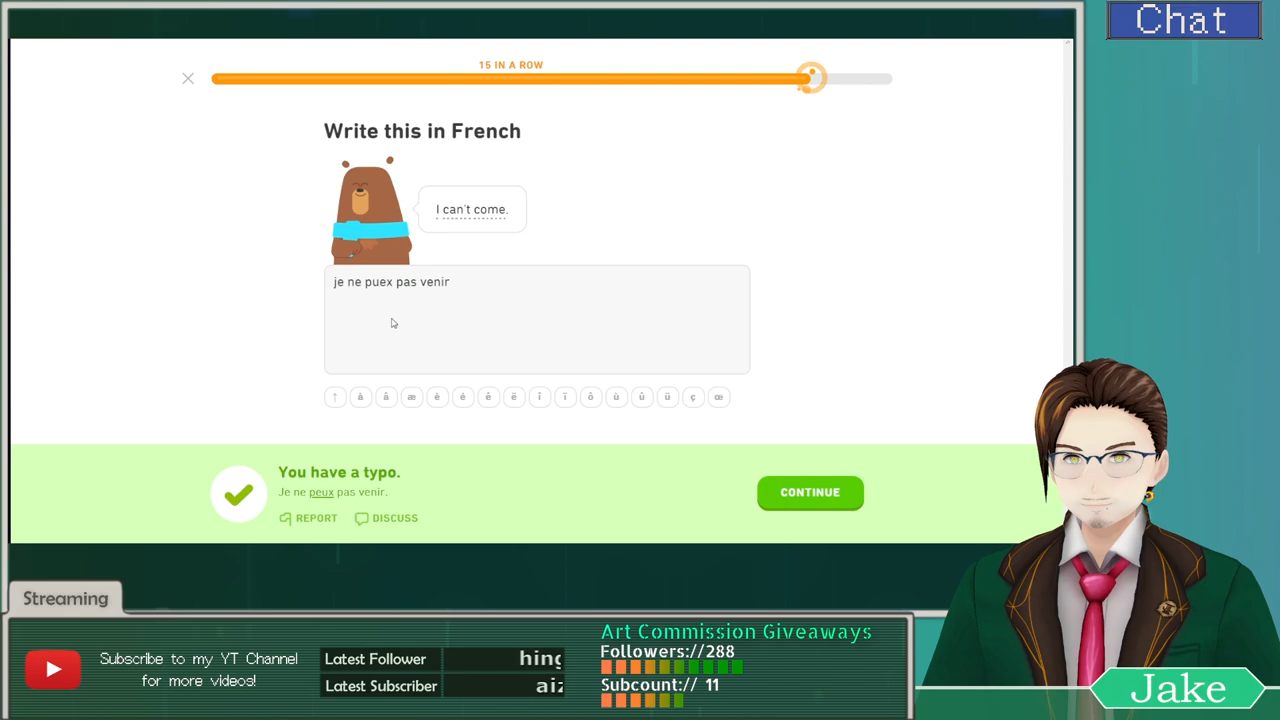 Chat
15 IN A ROW
Write this in French
I can't come.
je ne puex pas venir
↑ à â æ è é ê ë î ï ô ù û ü ç œ
You have a typo.
Je ne peux pas venir.
REPORT DISCUSS
CONTINUE
Streaming
Subscribe to my YT Channel
for more videos!
Latest Follower hing
Latest Subscriber aiz
Art Commission Giveaways
Followers://288
Subcount:// 11
Jake